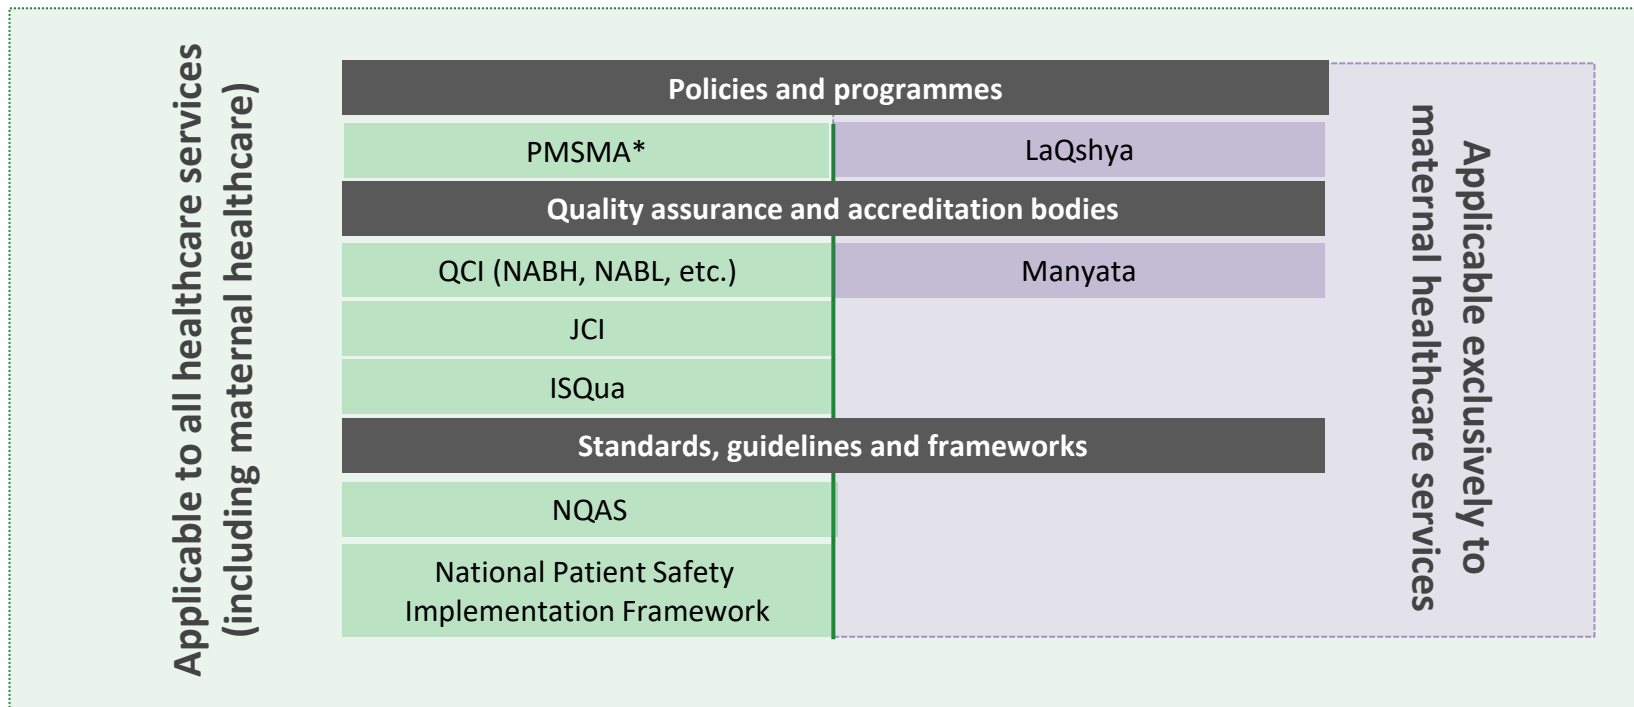 Applicable to all healthcare services
(including maternal healthcare)
Policies and programmes
PMSMA*
LaQshya
Quality assurance and accreditation bodies
QCI (NABH, NABL, etc.)
Manyata
JCI
ISQua
Standards, guidelines and frameworks
NQAS
National Patient Safety
Implementation Framework
Applicable exclusively to
maternal healthcare services